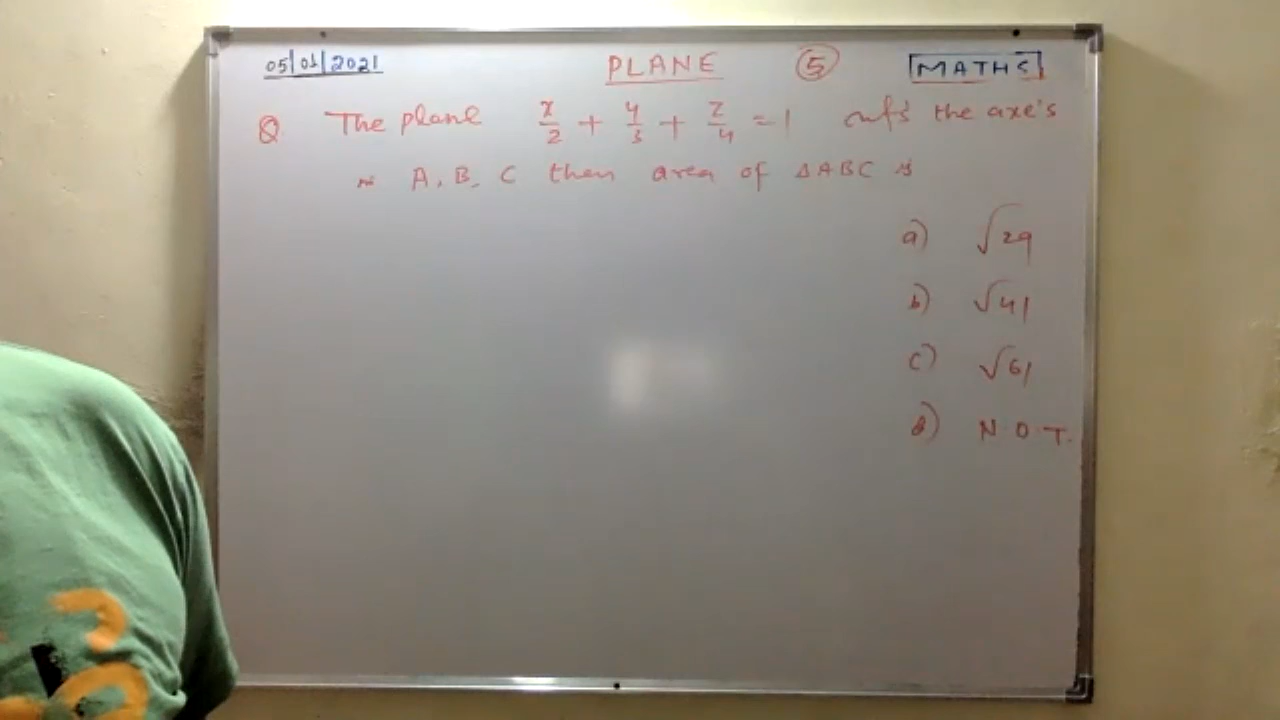 05/01/2021 PLANE 5 MATHS
Q The plane x/2 + y/3 + z/4 = 1 cuts the axe's
in A, B, C then area of △ABC is
a) √29
b) √41
c) √61
d) N O T.